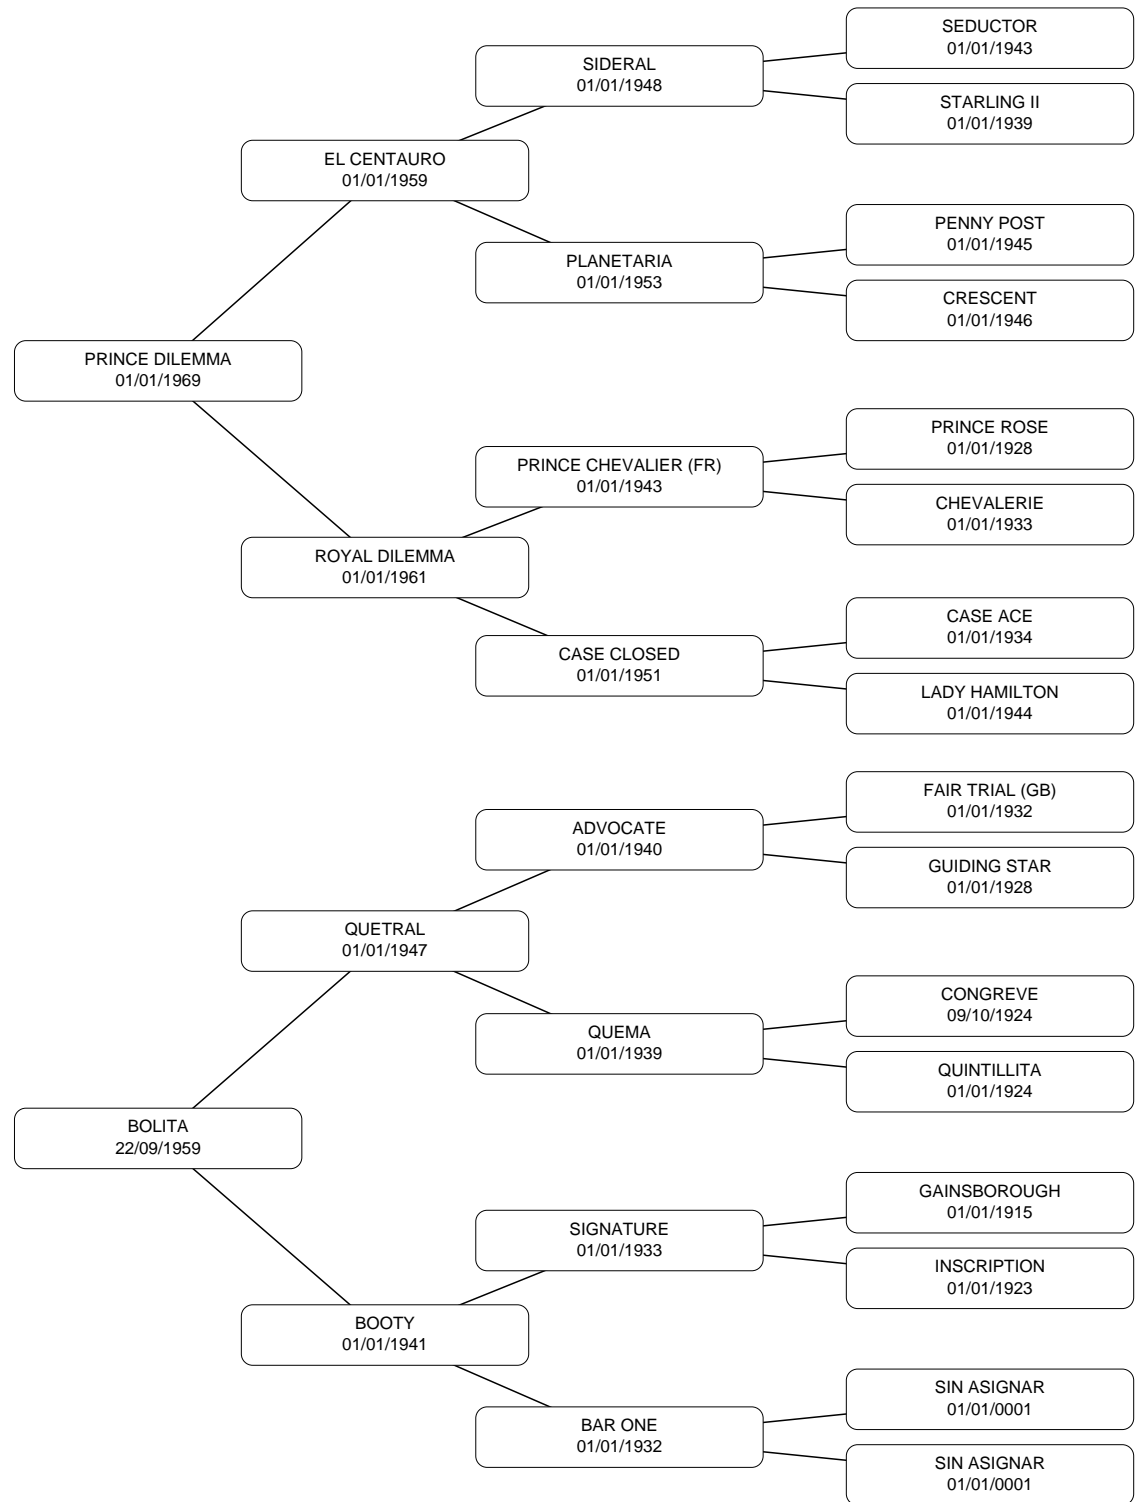 SEDUCTOR
01/01/1943
SIDERAL
01/01/1948
STARLING II
01/01/1939
EL CENTAURO
01/01/1959
PENNY POST
01/01/1945
PLANETARIA
01/01/1953
CRESCENT
01/01/1946
PRINCE DILEMMA
01/01/1969
PRINCE ROSE
01/01/1928
PRINCE CHEVALIER (FR)
01/01/1943
CHEVALERIE
01/01/1933
ROYAL DILEMMA
01/01/1961
CASE ACE
01/01/1934
CASE CLOSED
01/01/1951
LADY HAMILTON
01/01/1944
FAIR TRIAL (GB)
01/01/1932
ADVOCATE
01/01/1940
GUIDING STAR
01/01/1928
QUETRAL
01/01/1947
CONGREVE
09/10/1924
QUEMA
01/01/1939
QUINTILLITA
01/01/1924
BOLITA
22/09/1959
GAINSBOROUGH
01/01/1915
SIGNATURE
01/01/1933
INSCRIPTION
01/01/1923
BOOTY
01/01/1941
SIN ASIGNAR
01/01/0001
BAR ONE
01/01/1932
SIN ASIGNAR
01/01/0001